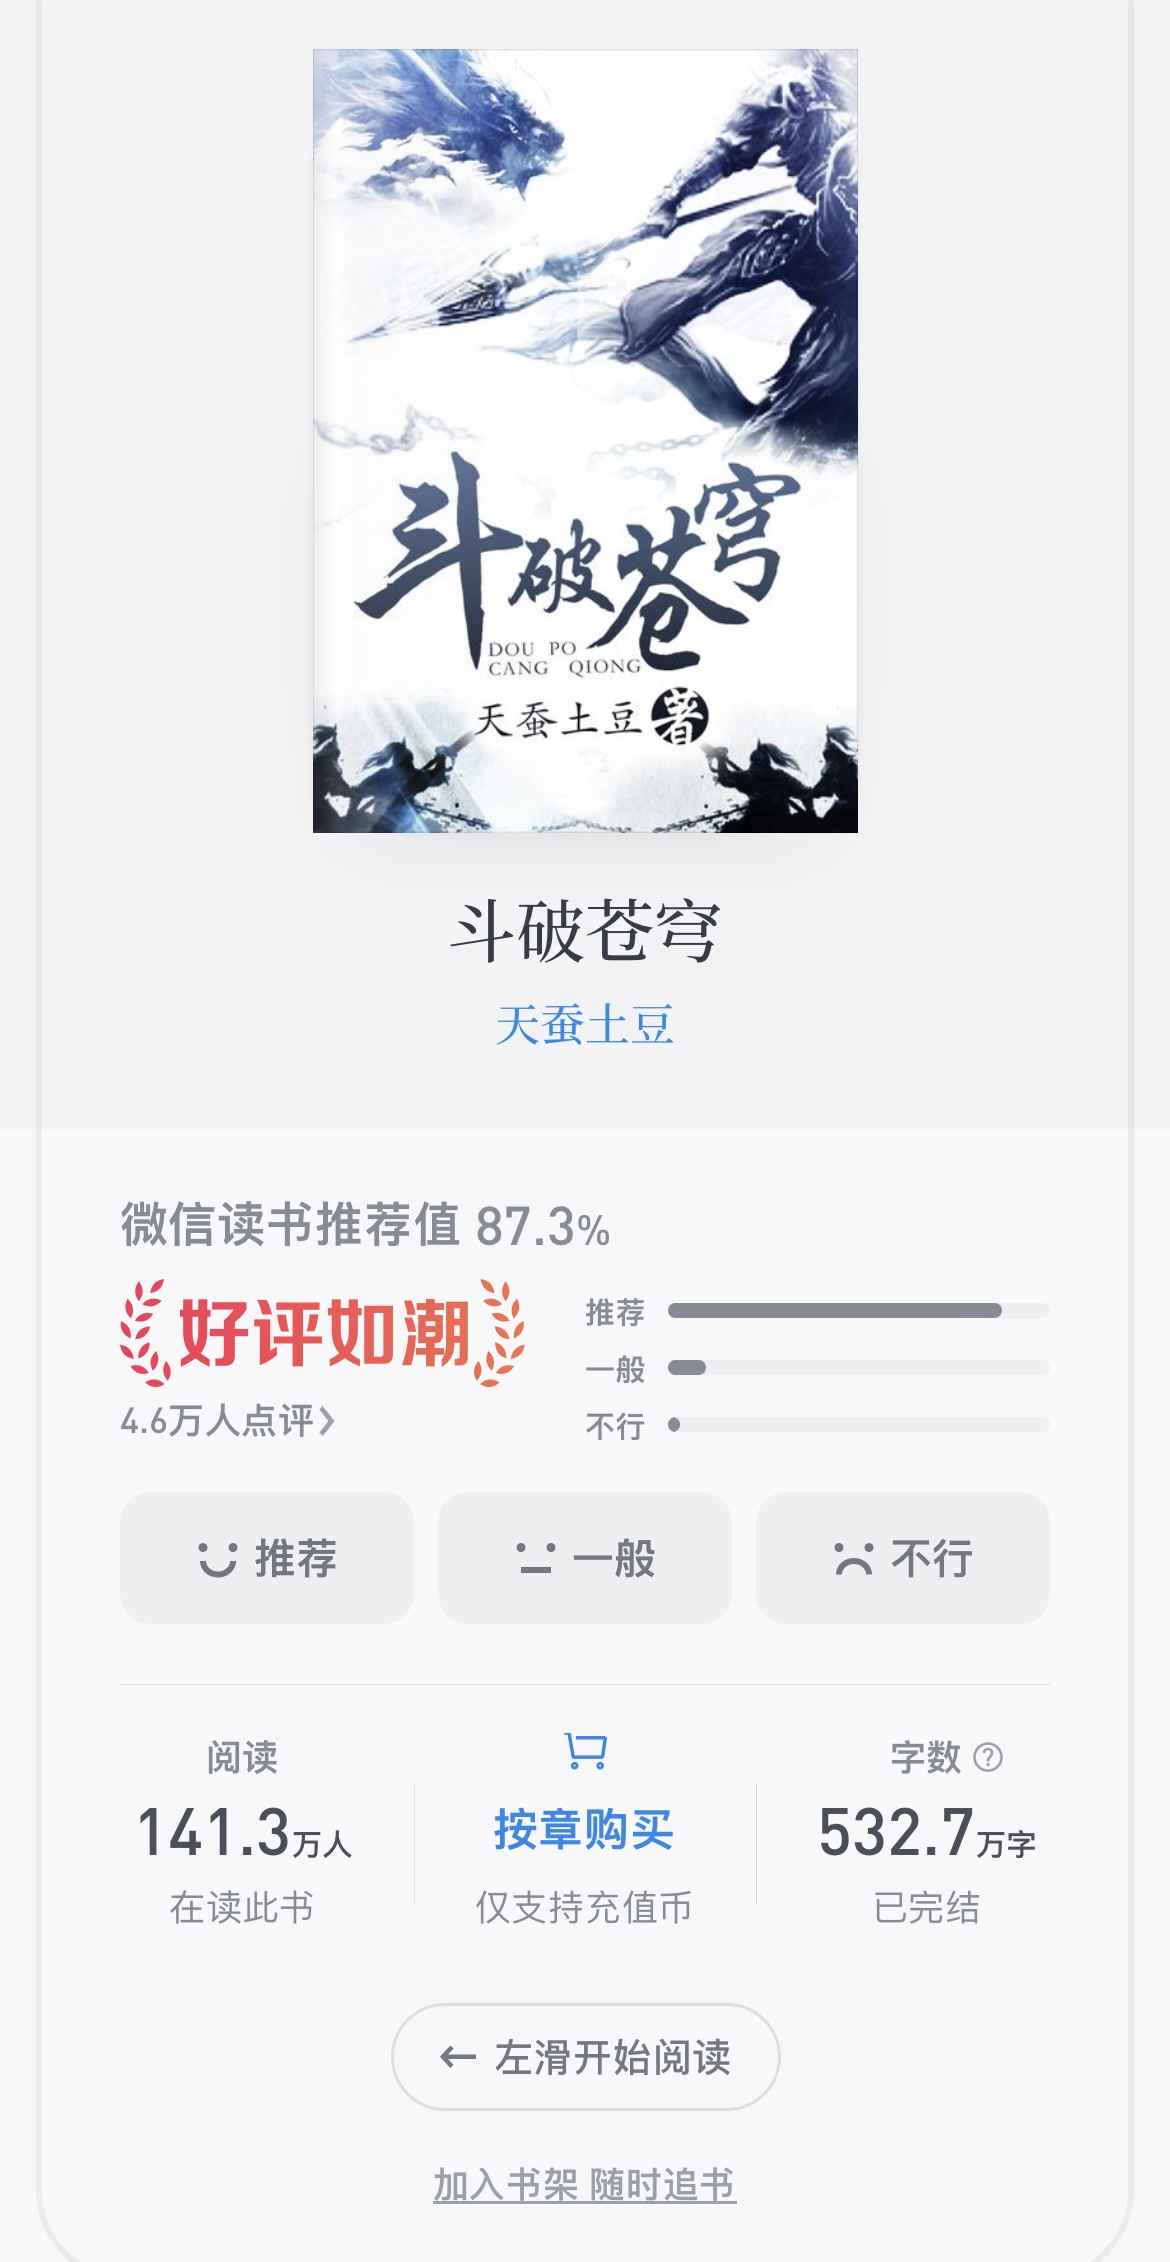 斗破苍穹
DOU PO
CANG QIONG
天蚕土豆 著
斗破苍穹
天蚕土豆
微信读书推荐值 87.3%
好评如潮
4.6万人点评
推荐
一般
不行
推荐
一般
不行
阅读
141.3万人
在读此书
按章购买
仅支持充值币
字数 ?
532.7万字
已完结
← 左滑开始阅读
加入书架 随时追书